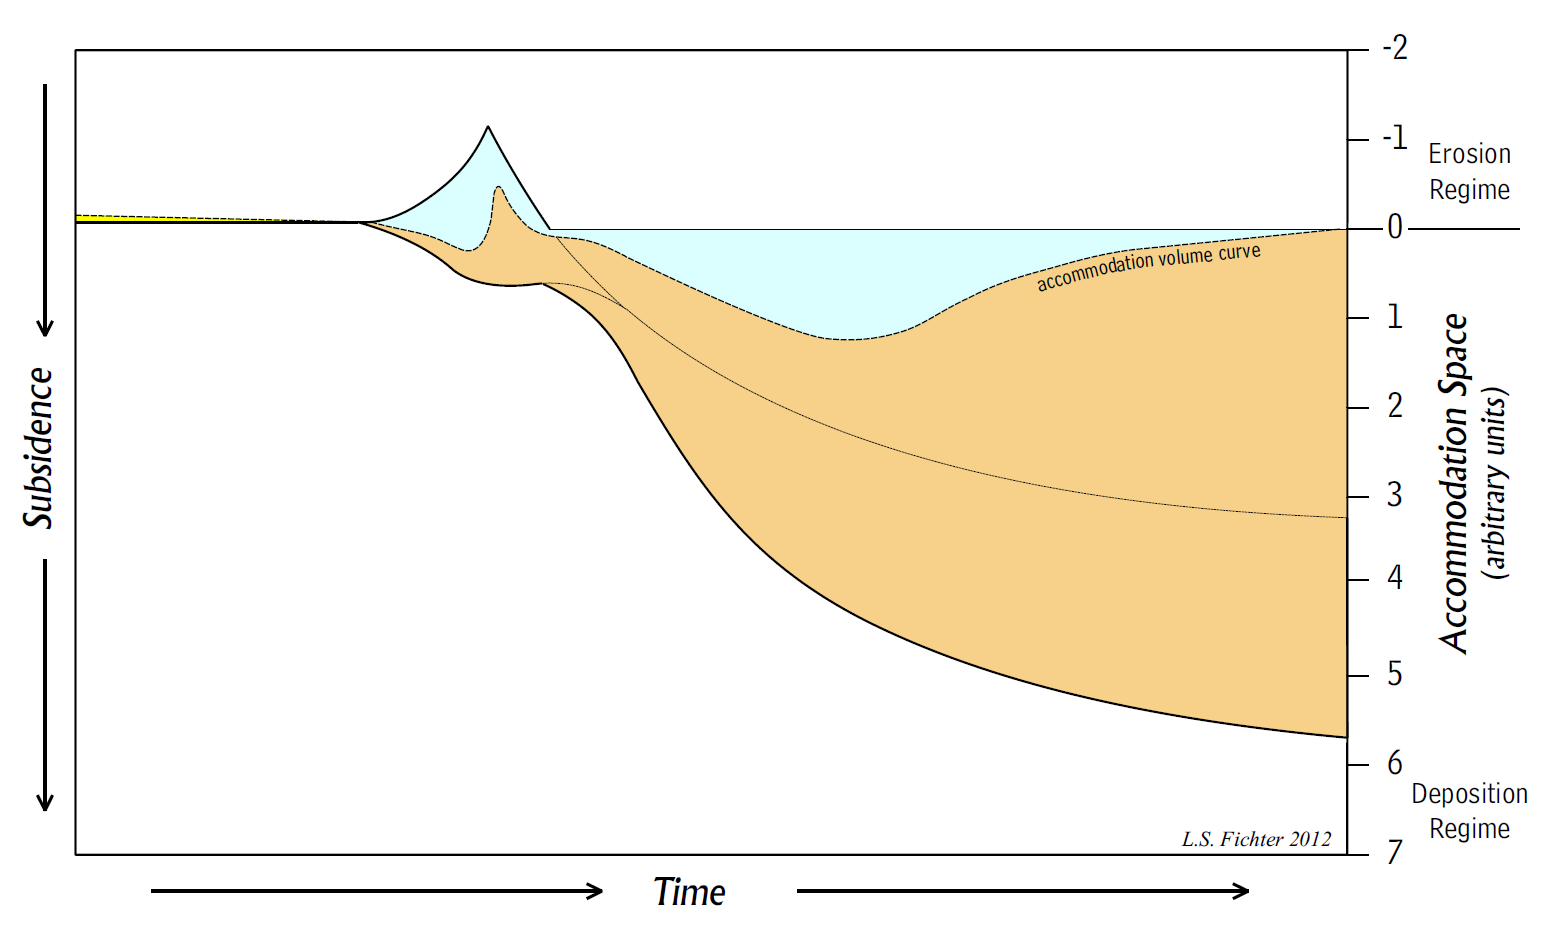 -2
-1
Erosion
Regime
0
accommodation volume curve
1
2
3
4
5
6
7
Subsidence
Accommodation Space
(arbitrary units)
Deposition
Regime
L.S. Fichter 2012
Time